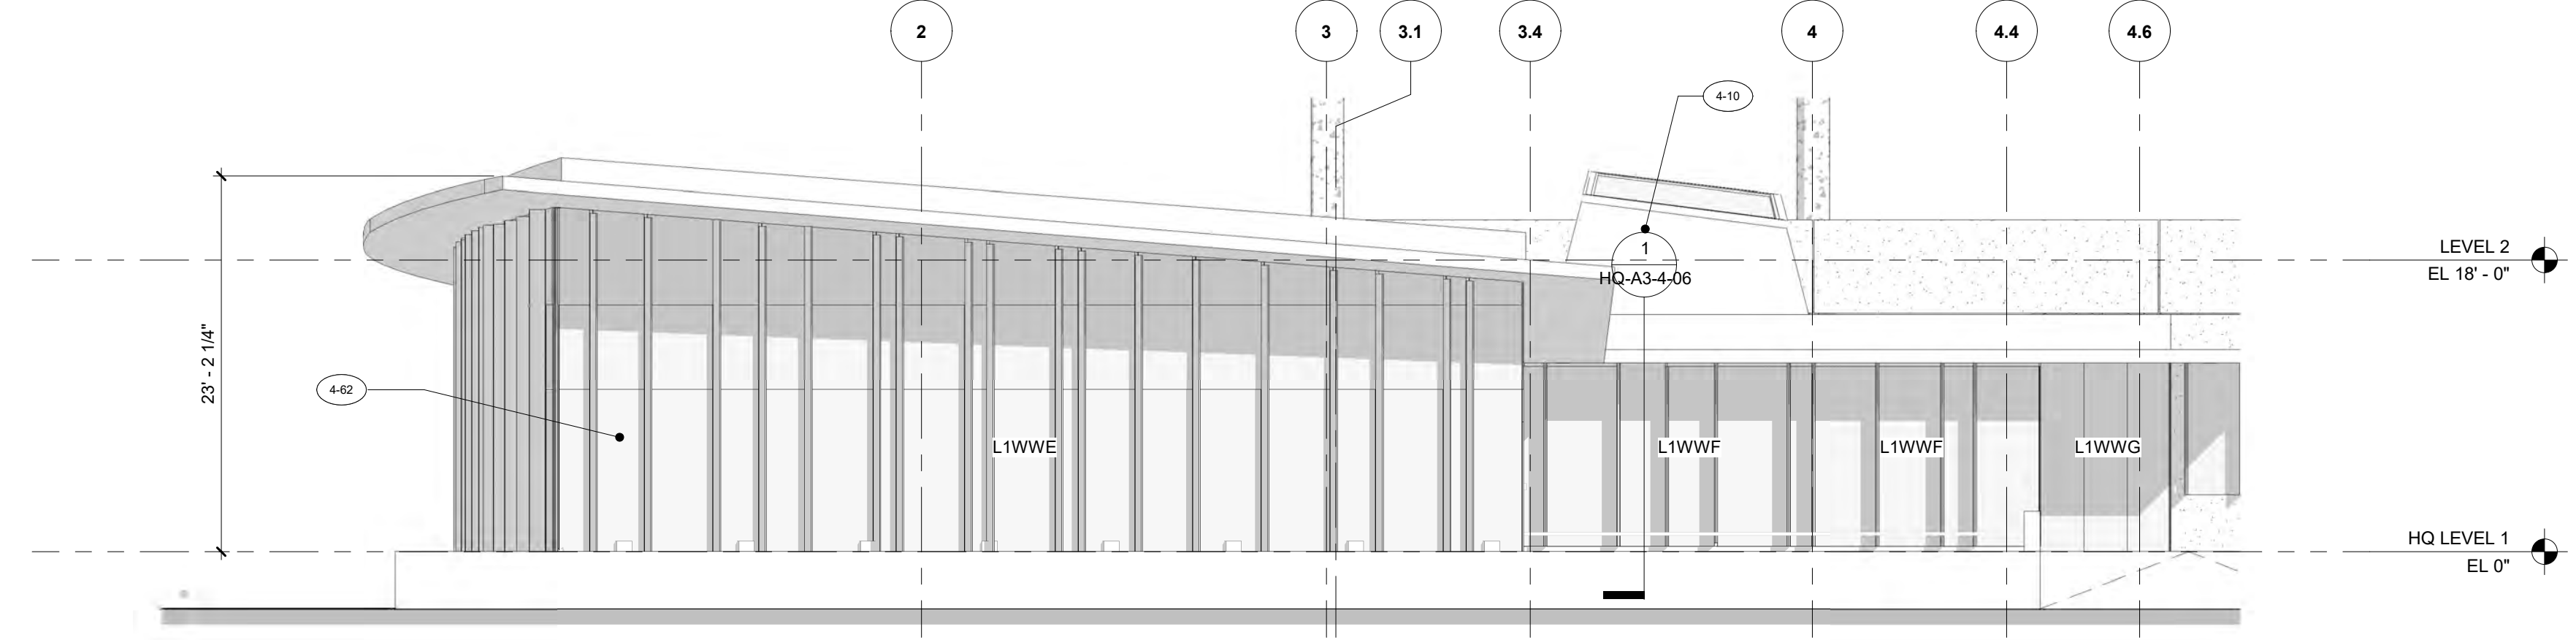 2
3
3.1
3.4
4
4.4
4.6
4-10
1
HQ-A3-4-06
LEVEL 2
EL 18' - 0"
23' - 2 1/4"
4-62
L1WWE
L1WWF
L1WWF
L1WWG
HQ LEVEL 1
EL 0"